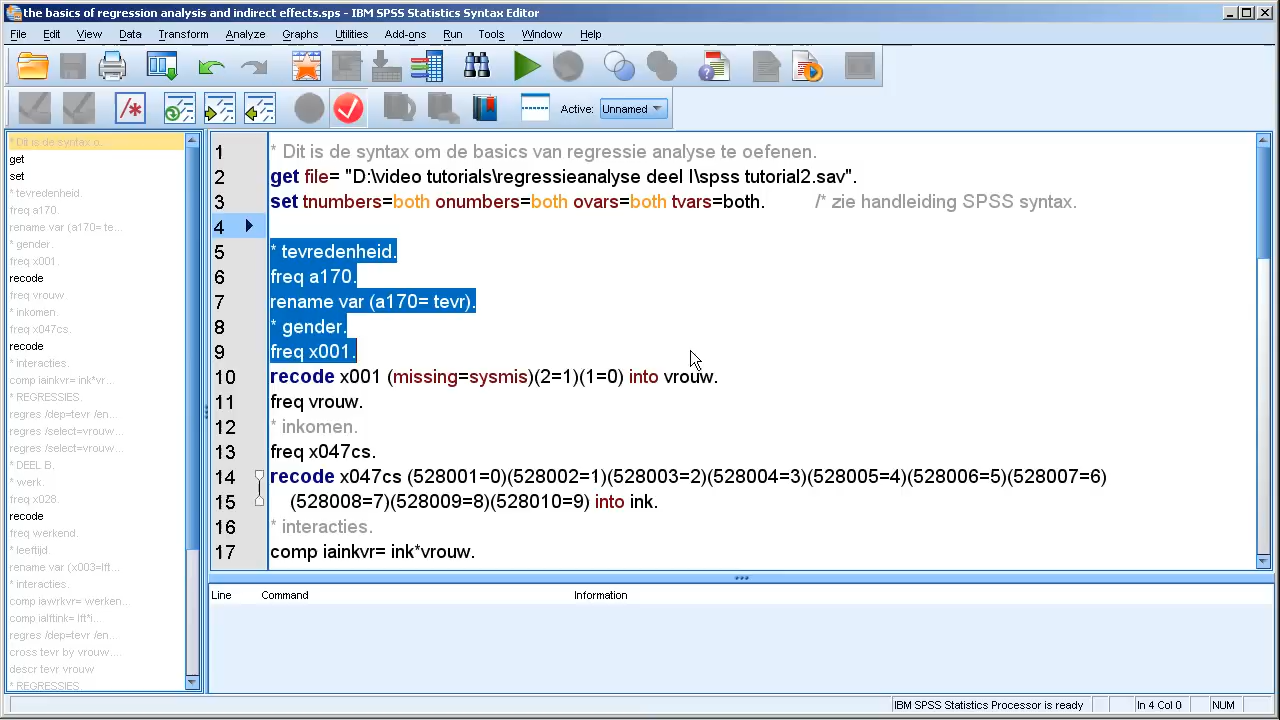 the basics of regression analysis and indirect effects.sps - IBM SPSS Statistics Syntax Editor
File Edit View Data Transform Analyze Graphs Utilities Add-ons Run Tools Window Help
Active: Unnamed
* Dit is de syntax o.
get
set
* tevredenheid.
freq a170.
rename var (a170= te...
* gender.
freq x001.
recode
freq vrouw.
* inkomen.
freq x047cs.
recode
* interacties.
comp iainkvr= ink*vr...
* REGRESSIES.
regres /dep=tevr /en...
regres /select=vrouw...
regres /select=vrouw...
* DEEL B.
* werk.
freq x028.
recode
freq werkend.
* leeftijd.
rename var (x003=lft...
* interacties.
comp iawrkvr= werken...
comp ialftink= lft*i...
regres /dep=tevr /en...
cross tevr by vrouw....
descr tevr vrouw
* REGRESSIES.
1 * Dit is de syntax om de basics van regressie analyse te oefenen.
2 get file= "D:\video tutorials\regressieanalyse deel I\spss tutorial2.sav".
3 set tnumbers=both onumbers=both ovars=both tvars=both. /* zie handleiding SPSS syntax.
4
5 * tevredenheid.
6 freq a170.
7 rename var (a170= tevr).
8 * gender.
9 freq x001.
10 recode x001 (missing=sysmis)(2=1)(1=0) into vrouw.
11 freq vrouw.
12 * inkomen.
13 freq x047cs.
14 recode x047cs (528001=0)(528002=1)(528003=2)(528004=3)(528005=4)(528006=5)(528007=6)
15 (528008=7)(528009=8)(528010=9) into ink.
16 * interacties.
17 comp iainkvr= ink*vrouw.
Line Command Information
IBM SPSS Statistics Processor is ready In 4 Col 0 NUM